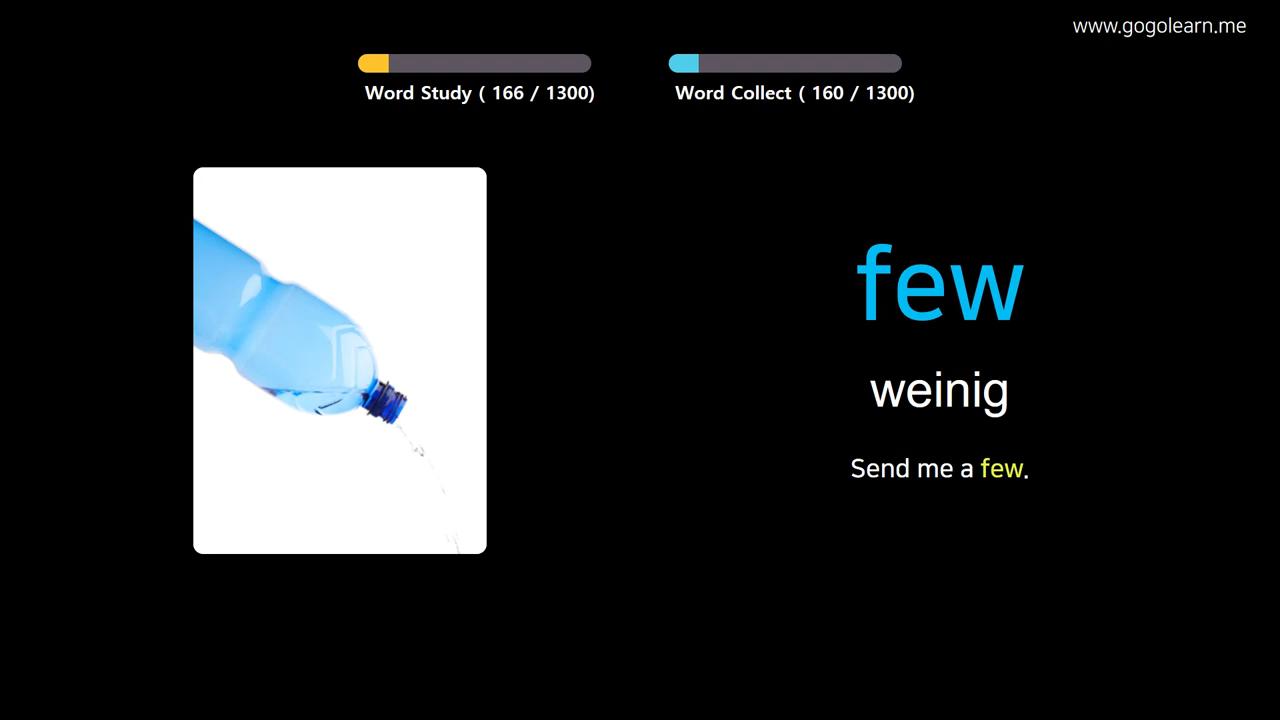 www.gogolearn.me
Word Study ( 166 / 1300)
Word Collect ( 160 / 1300)
few
weinig
Send me a few.